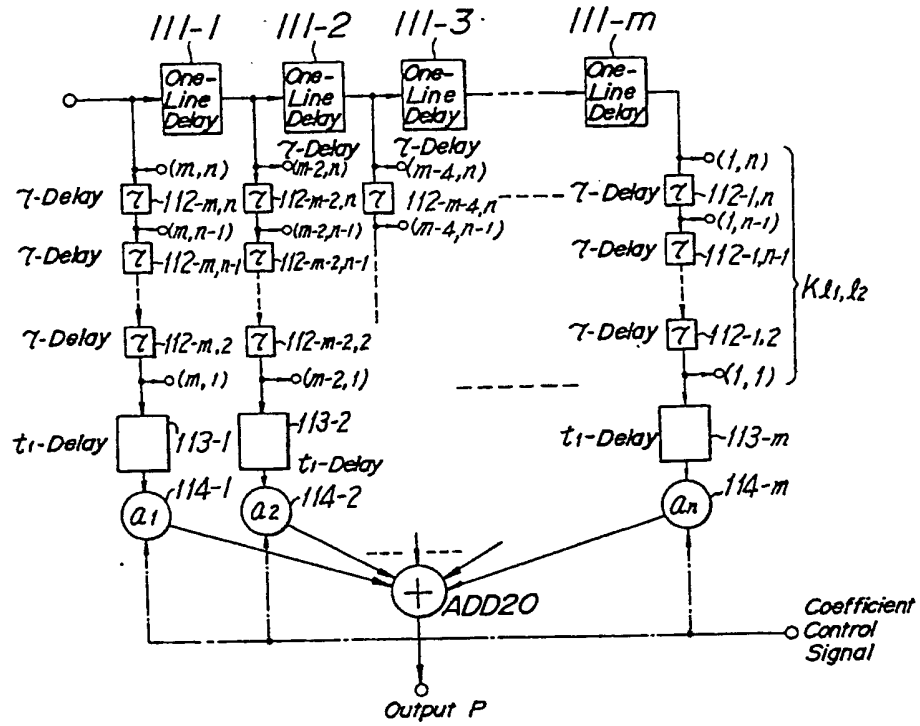 111-1 111-2 111-3 111-m
One-Line Delay One-Line Delay One-Line Delay One-Line Delay
τ-Delay τ-Delay
(m,n) (m-2,n) (m-4,n) (1,n)
τ-Delay τ 112-m,n τ 112-m-2,n τ 112-m-4,n τ-Delay τ 112-1,n
(m,n-1) (m-2,n-1) (m-4,n-1) (1,n-1)
τ-Delay τ 112-m,n-1 τ 112-m-2,n-1 τ-Delay τ 112-1,n-1
Kl1,l2
τ-Delay τ 112-m,2 τ 112-m-2,2 τ-Delay τ 112-1,2
(m,1) (m-2,1) (1,1)
t1-Delay 113-1 113-2 t1-Delay t1-Delay 113-m
a1 114-1 a2 114-2 an 114-m
+ ADD20
Coefficient
Control
Signal
Output P